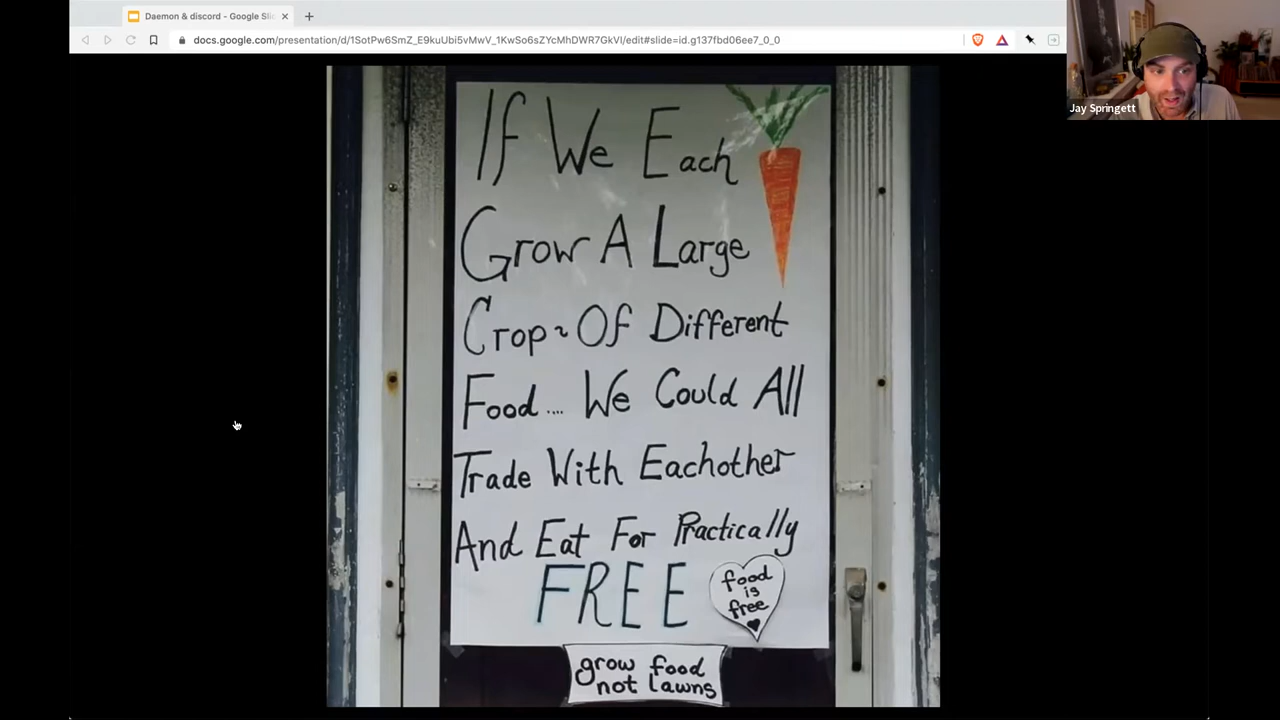 Daemon & discord - Google Sli
docs.google.com/presentation/d/1SotPw6SmZ_E9kuUbi5vMwV_1KwSo6sZYcMhDWR7GkVI/edit#slide=id.g137fbd06ee7_0_0
Jay Springett
If We Each
Grow A Large
Crop~Of Different
Food.... We Could All
Trade With Eachother
And Eat For Practically
FREE
food
is
free
grow food
not lawns